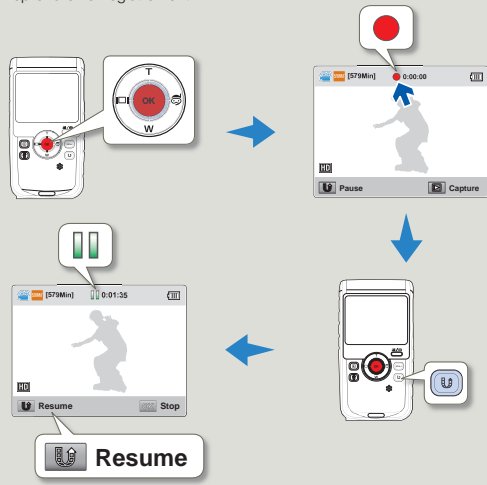 T
OK
W
[579Min] 0:00:00
HD
Pause Capture
[579Min] 0:01:35
HD
Resume Stop
Resume